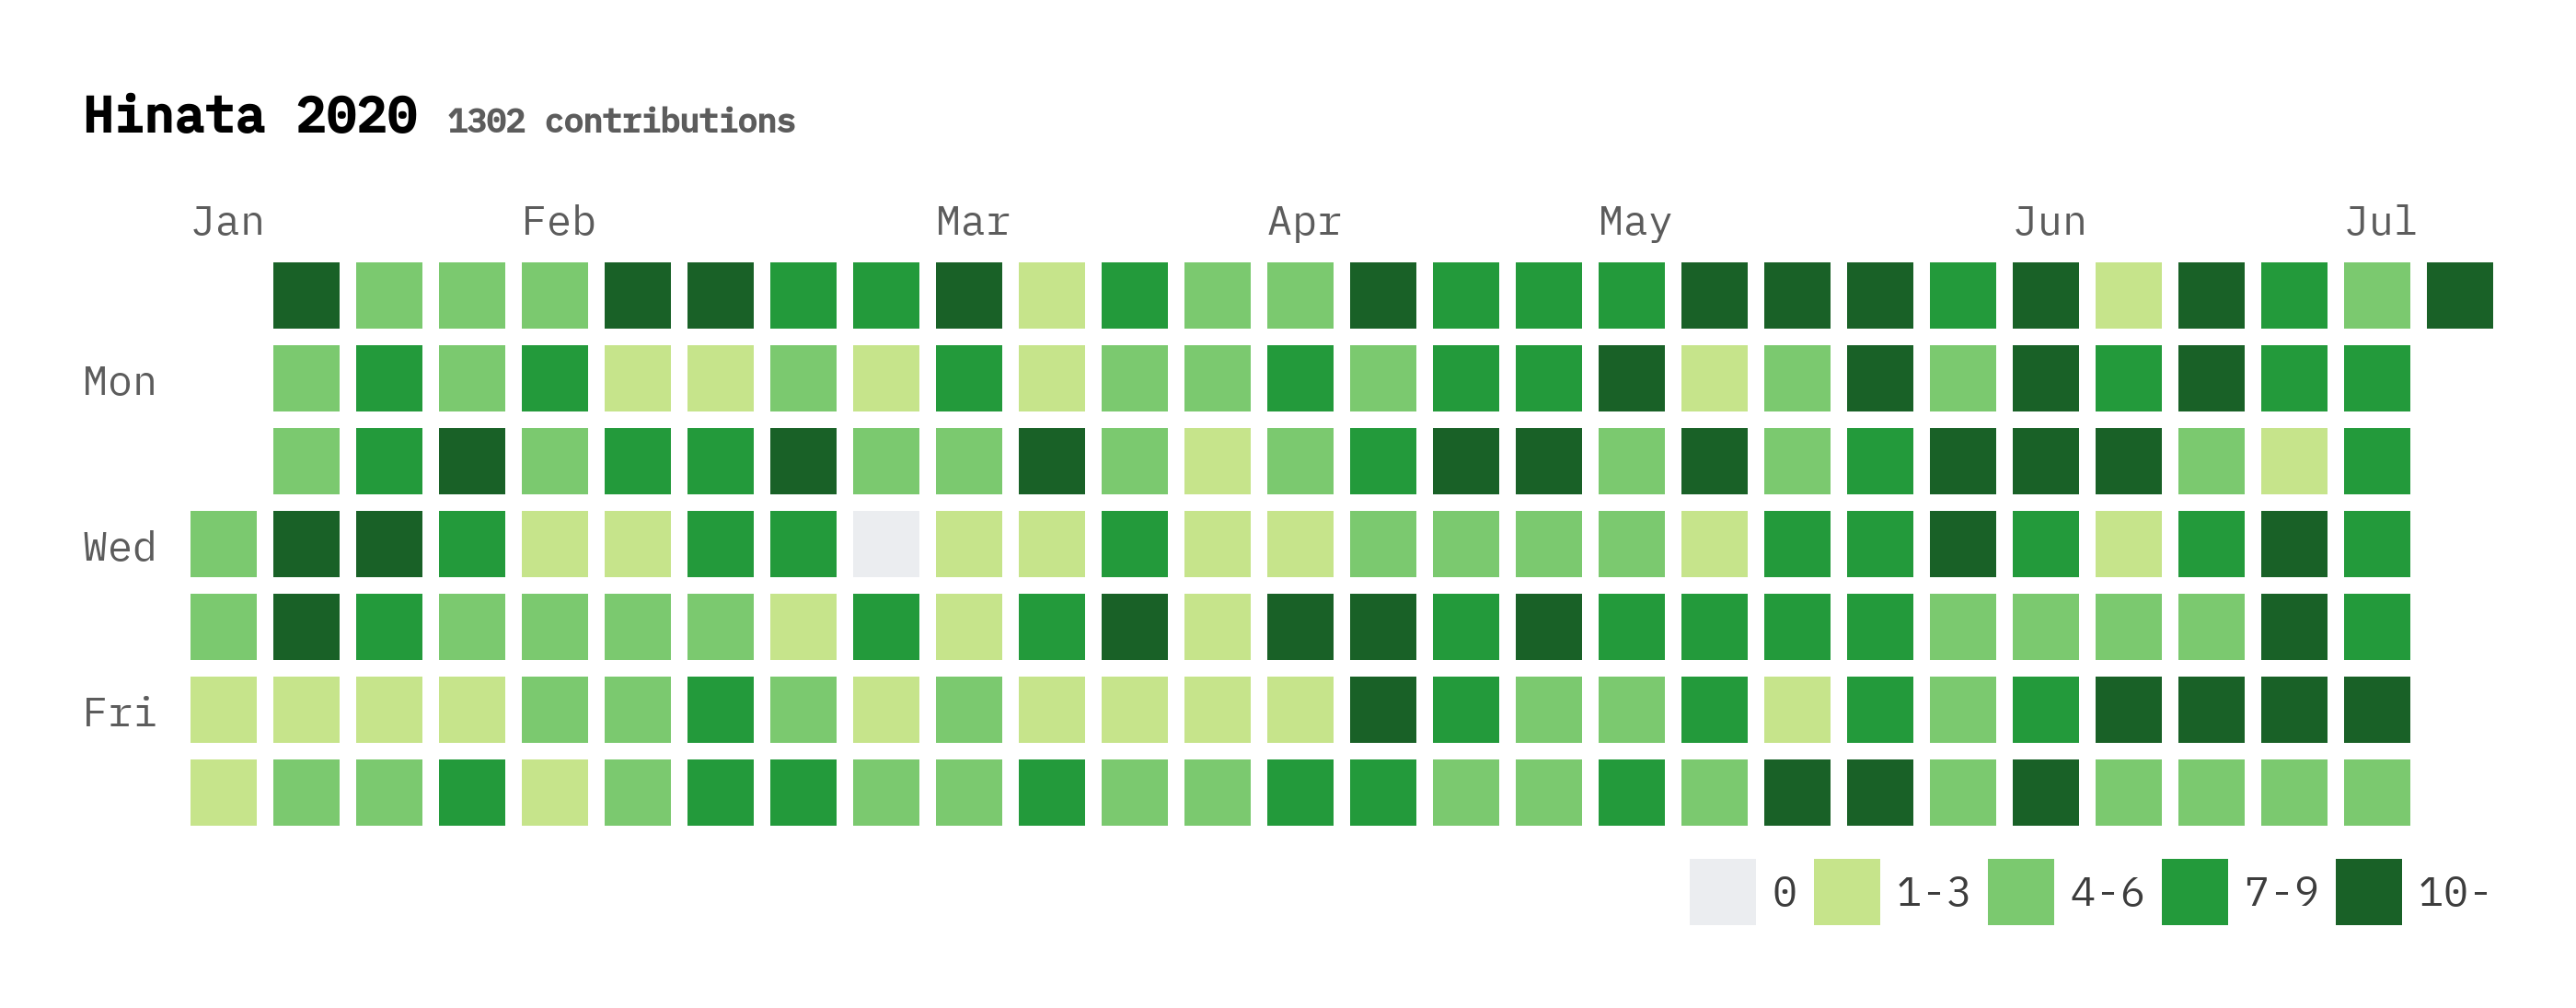 Hinata 2020 1302 contributions
Jan Feb Mar Apr May Jun Jul
Mon
Wed
Fri
0 1-3 4-6 7-9 10-